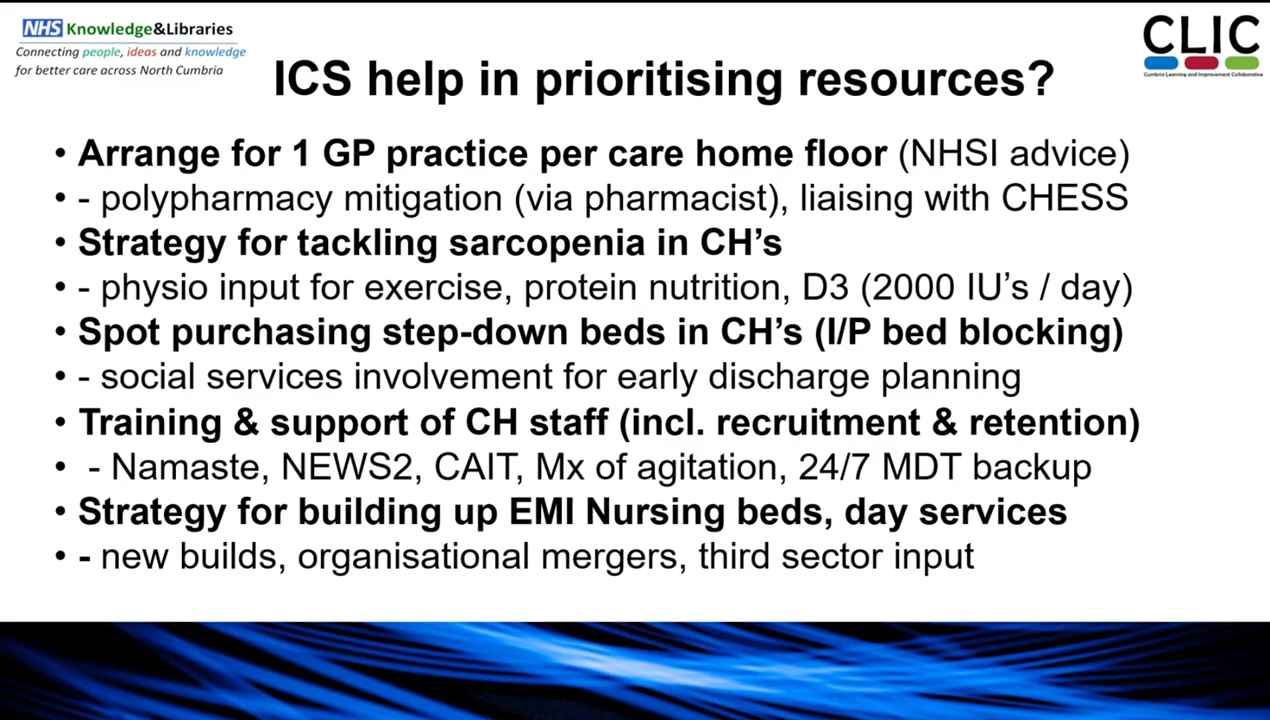 NHS Knowledge&Libraries
Connecting people, ideas and knowledge
for better care across North Cumbria
CLIC
Cumbria Learning and Improvement Collaborative
ICS help in prioritising resources?
• Arrange for 1 GP practice per care home floor (NHSI advice)
• - polypharmacy mitigation (via pharmacist), liaising with CHESS
• Strategy for tackling sarcopenia in CH’s
• - physio input for exercise, protein nutrition, D3 (2000 IU’s / day)
• Spot purchasing step-down beds in CH’s (I/P bed blocking)
• - social services involvement for early discharge planning
• Training & support of CH staff (incl. recruitment & retention)
• - Namaste, NEWS2, CAIT, Mx of agitation, 24/7 MDT backup
• Strategy for building up EMI Nursing beds, day services
• - new builds, organisational mergers, third sector input